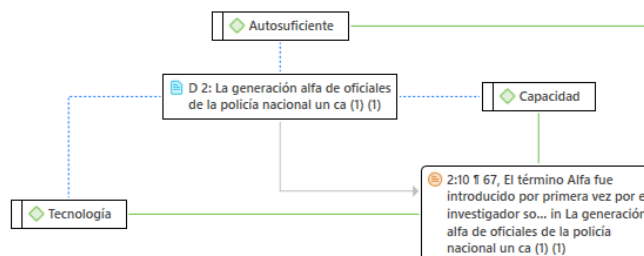 Autosuficiente
D 2: La generación alfa de oficiales
de la policía nacional un ca (1) (1)
Capacidad
2:10 ¶ 67, El término Alfa fue
introducido por primera vez por e
investigador so... in La generación
alfa de oficiales de la policía
nacional un ca (1) (1)
Tecnología